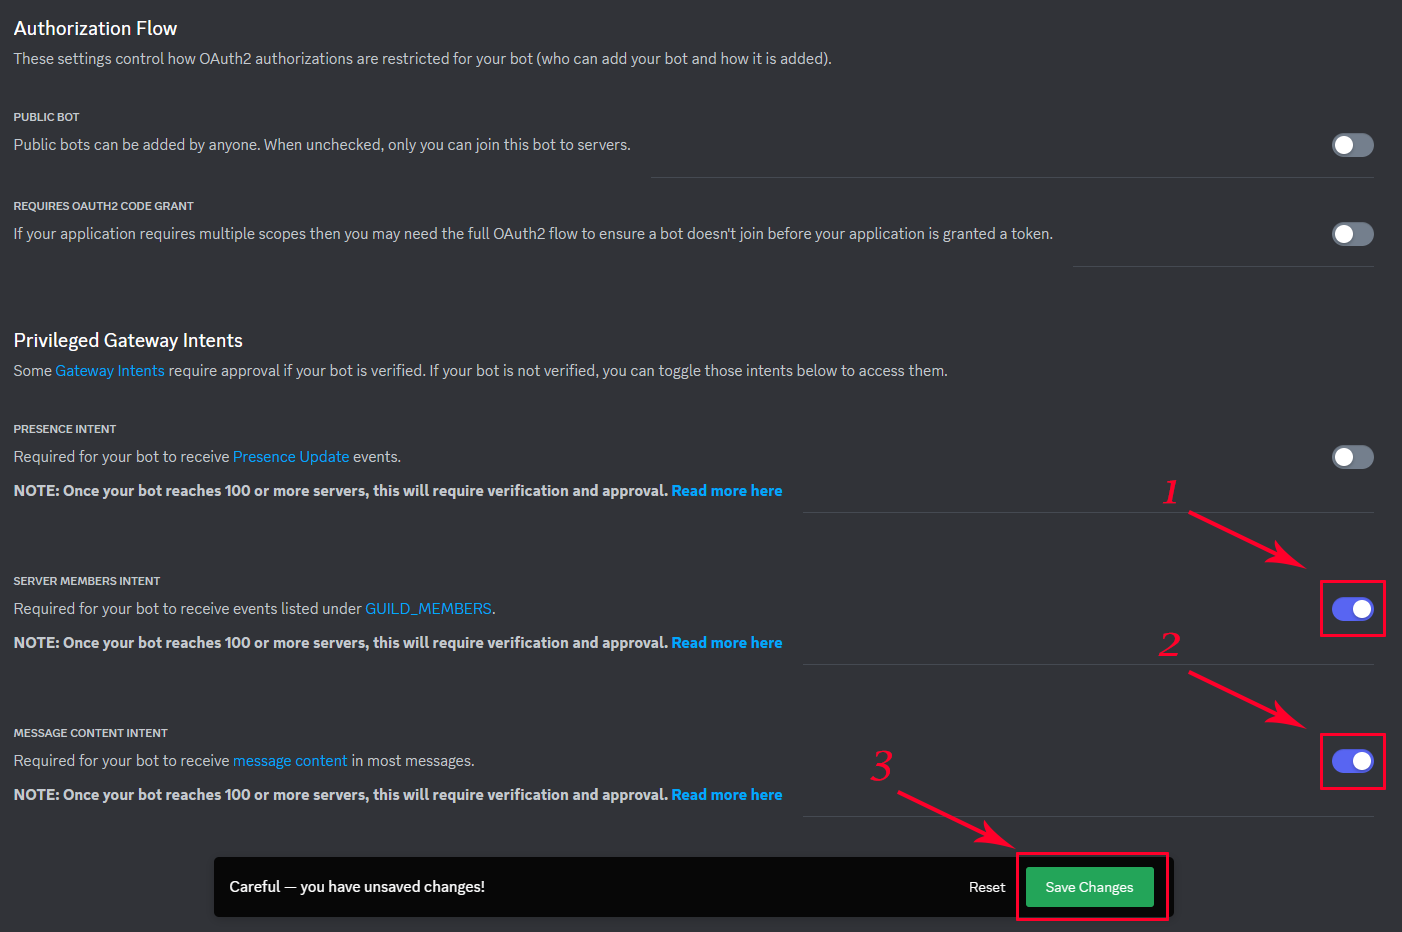 Authorization Flow
These settings control how OAuth2 authorizations are restricted for your bot (who can add your bot and how it is added).
PUBLIC BOT
Public bots can be added by anyone. When unchecked, only you can join this bot to servers.
REQUIRES OAUTH2 CODE GRANT
If your application requires multiple scopes then you may need the full OAuth2 flow to ensure a bot doesn't join before your application is granted a token.
Privileged Gateway Intents
Some Gateway Intents require approval if your bot is verified. If your bot is not verified, you can toggle those intents below to access them.
PRESENCE INTENT
Required for your bot to receive Presence Update events.
NOTE: Once your bot reaches 100 or more servers, this will require verification and approval. Read more here
1
SERVER MEMBERS INTENT
Required for your bot to receive events listed under GUILD_MEMBERS.
NOTE: Once your bot reaches 100 or more servers, this will require verification and approval. Read more here
2
MESSAGE CONTENT INTENT
Required for your bot to receive message content in most messages.
3
NOTE: Once your bot reaches 100 or more servers, this will require verification and approval. Read more here
Careful — you have unsaved changes!
Reset
Save Changes